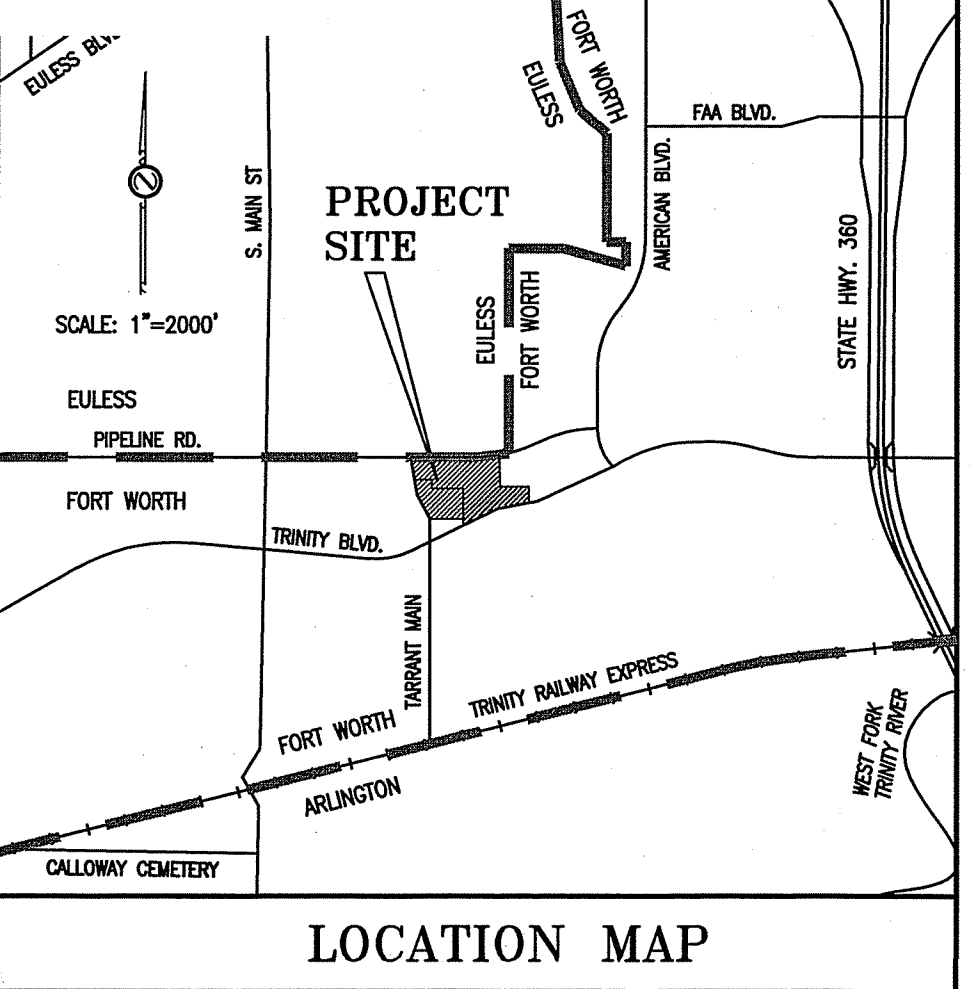 EULESS BLV
FORT WORTH
EULESS
FAA BLVD.
S. MAIN ST
AMERICAN BLVD.
PROJECT
SITE
STATE HWY. 360
SCALE: 1"=2000'
EULESS
FORT WORTH
EULESS
PIPELINE RD.
FORT WORTH
TRINITY BLVD.
TARRANT MAIN
TRINITY RAILWAY EXPRESS
FORT WORTH
ARLINGTON
WEST FORK
TRINITY RIVER
CALLOWAY CEMETERY
LOCATION MAP